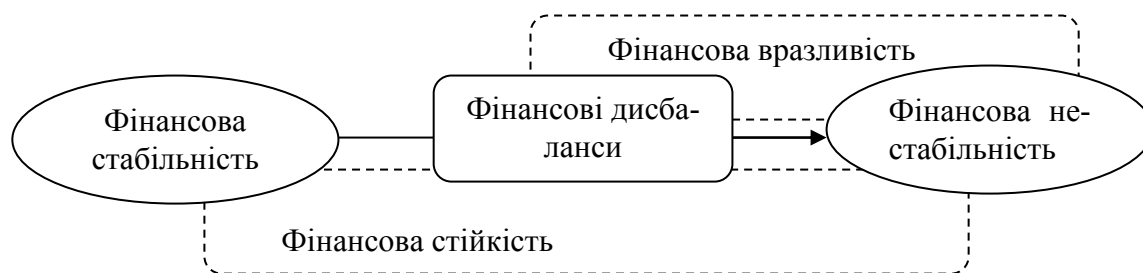 Фінансова вразливість
Фінансова
стабільність
Фінансові дисба-
ланси
Фінансова не-
стабільність
Фінансова стійкість